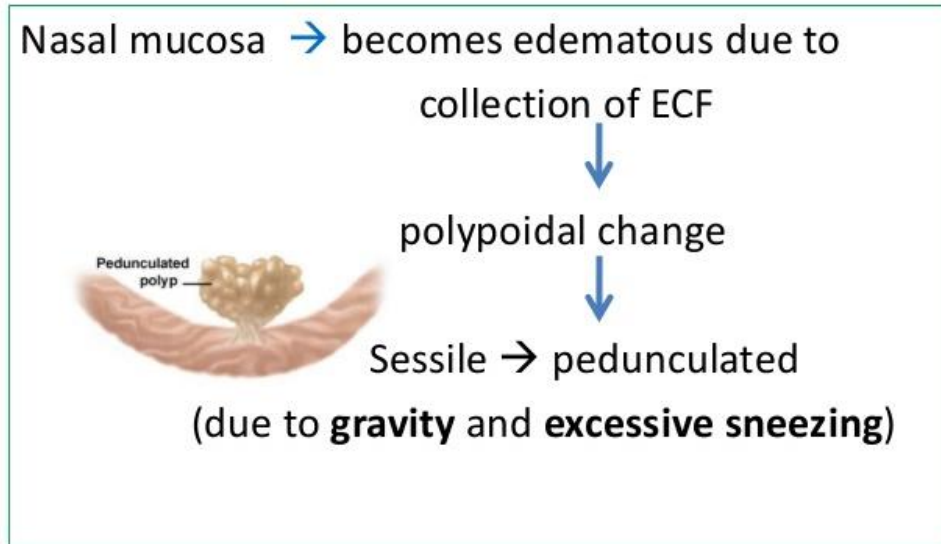 Nasal mucosa → becomes edematous due to
collection of ECF
polypoidal change
Pedunculated
polyp
Sessile → pedunculated
(due to gravity and excessive sneezing)